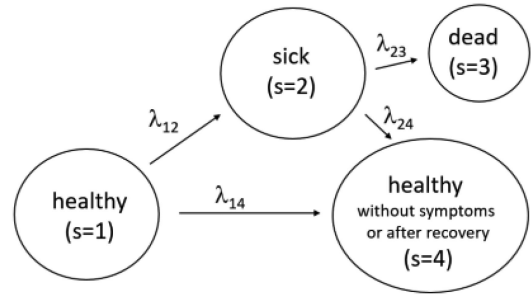 sick
(s=2)
λ23
dead
(s=3)
λ12
λ24
healthy
(s=1)
λ14
healthy
without symptoms
or after recovery
(s=4)